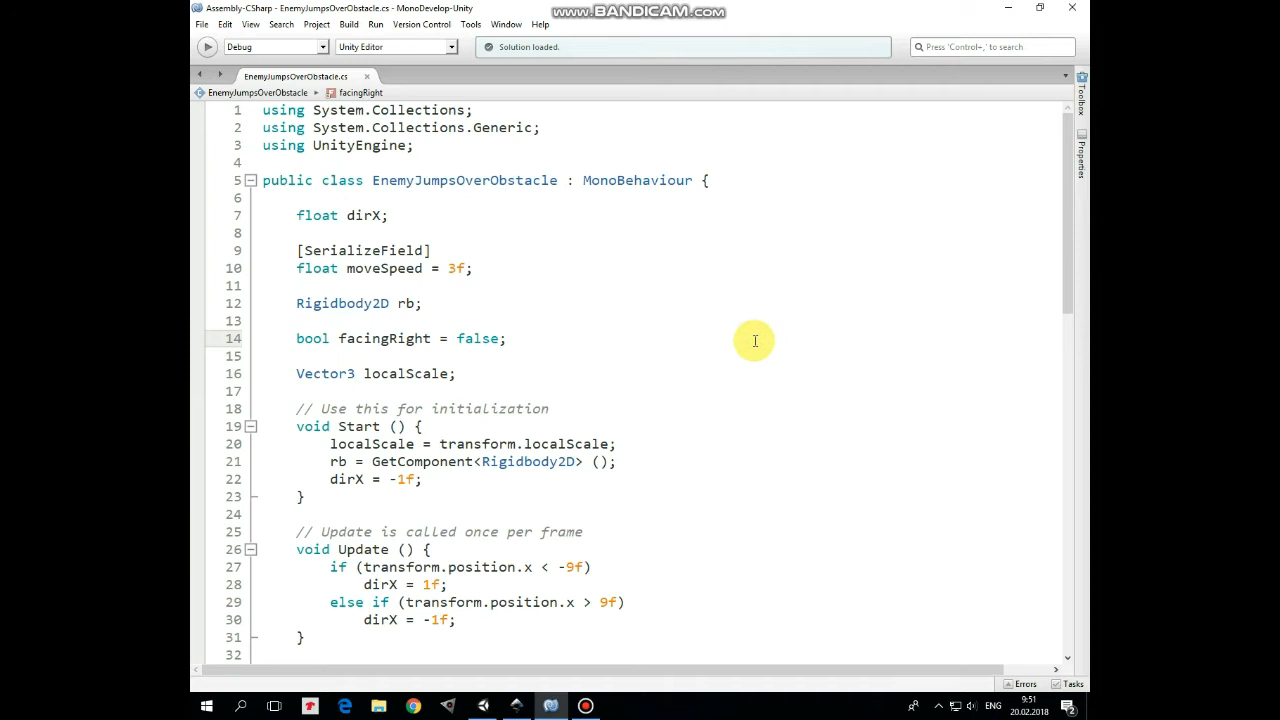 Assembly-CSharp - EnemyJumpsOverObstacle.cs - MonoDevelop-Unity
www.BANDICAM.com
File Edit View Search Project Build Run Version Control Tools Window Help
Debug Unity Editor Solution loaded. Press 'Control+,' to search
EnemyJumpsOverObstacle.cs
EnemyJumpsOverObstacle facingRight
Toolbox
Properties
1 using System.Collections;
2 using System.Collections.Generic;
3 using UnityEngine;
4
5 public class EnemyJumpsOverObstacle : MonoBehaviour {
6
7 float dirX;
8
9 [SerializeField]
10 float moveSpeed = 3f;
11
12 Rigidbody2D rb;
13
14 bool facingRight = false;
15
16 Vector3 localScale;
17
18 // Use this for initialization
19 void Start () {
20 localScale = transform.localScale;
21 rb = GetComponent<Rigidbody2D> ();
22 dirX = -1f;
23 }
24
25 // Update is called once per frame
26 void Update () {
27 if (transform.position.x < -9f)
28 dirX = 1f;
29 else if (transform.position.x > 9f)
30 dirX = -1f;
31 }
32
Errors Tasks
ENG 9:51
20.02.2018 2